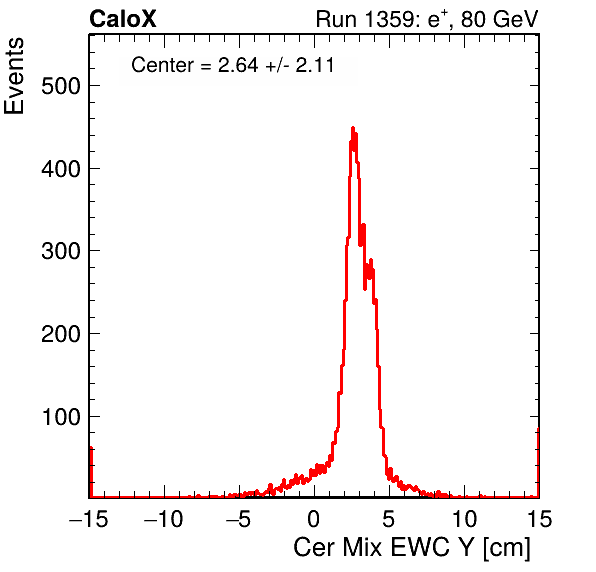 CaloX Run 1359: e⁺, 80 GeV
Center = 2.64 +/- 2.11
Events
500
400
300
200
100
−15 −10 −5 0 5 10 15
Cer Mix EWC Y [cm]